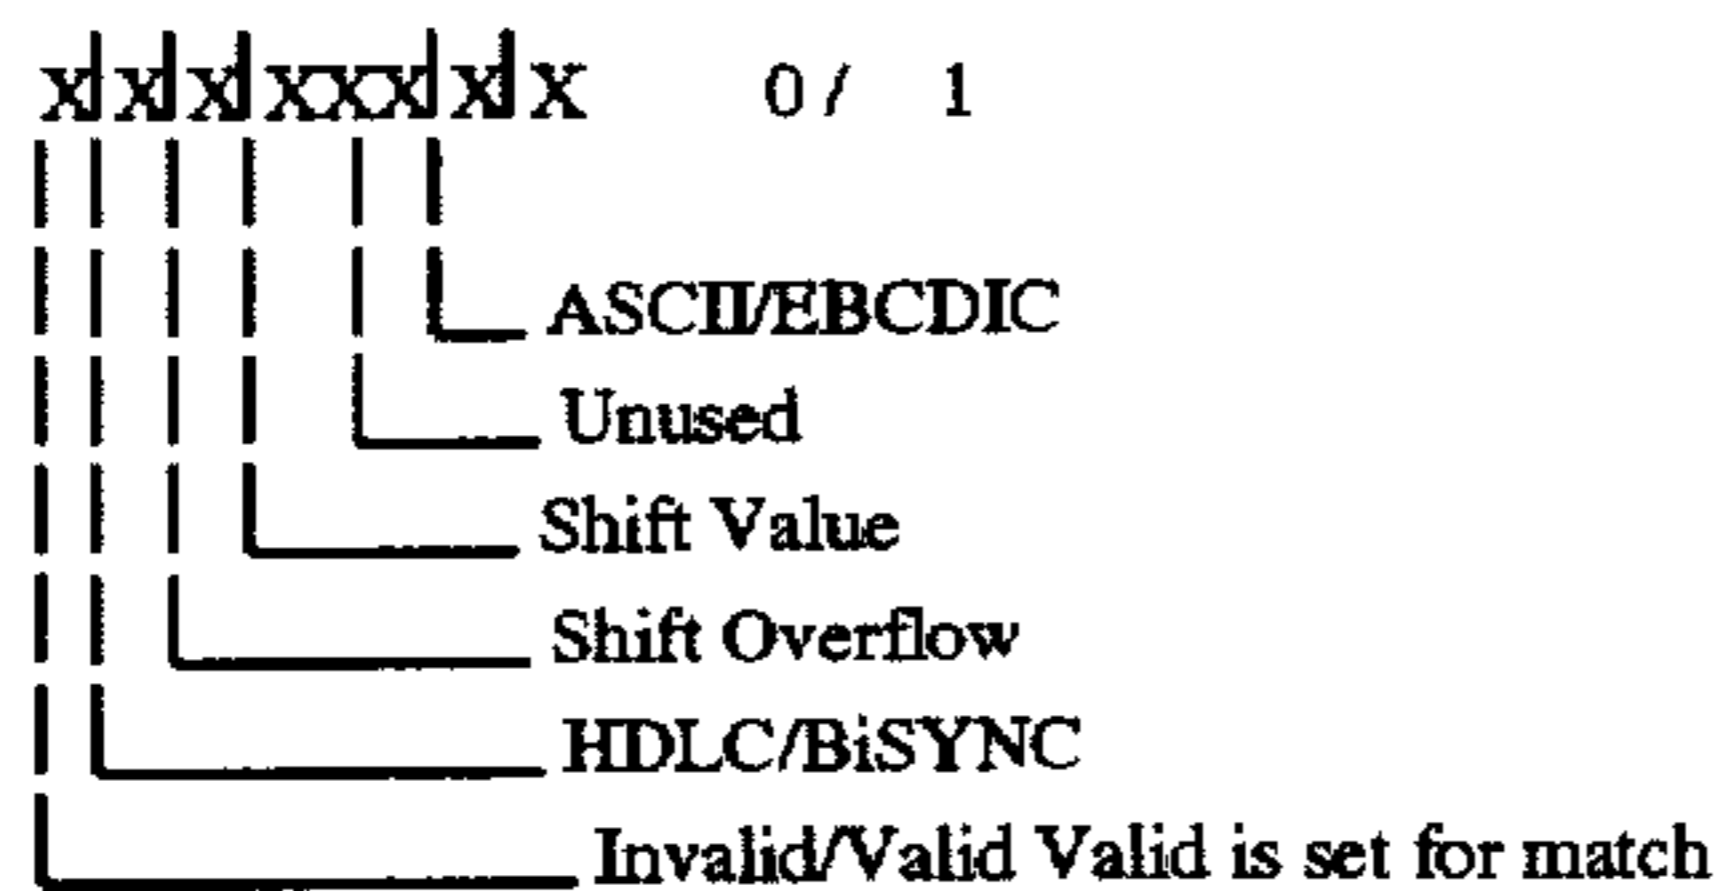 x| x| x| xxx| x| x 0 / 1
ASCII/EBCDIC
Unused
Shift Value
Shift Overflow
HDLC/BiSYNC
Invalid/Valid Valid is set for match